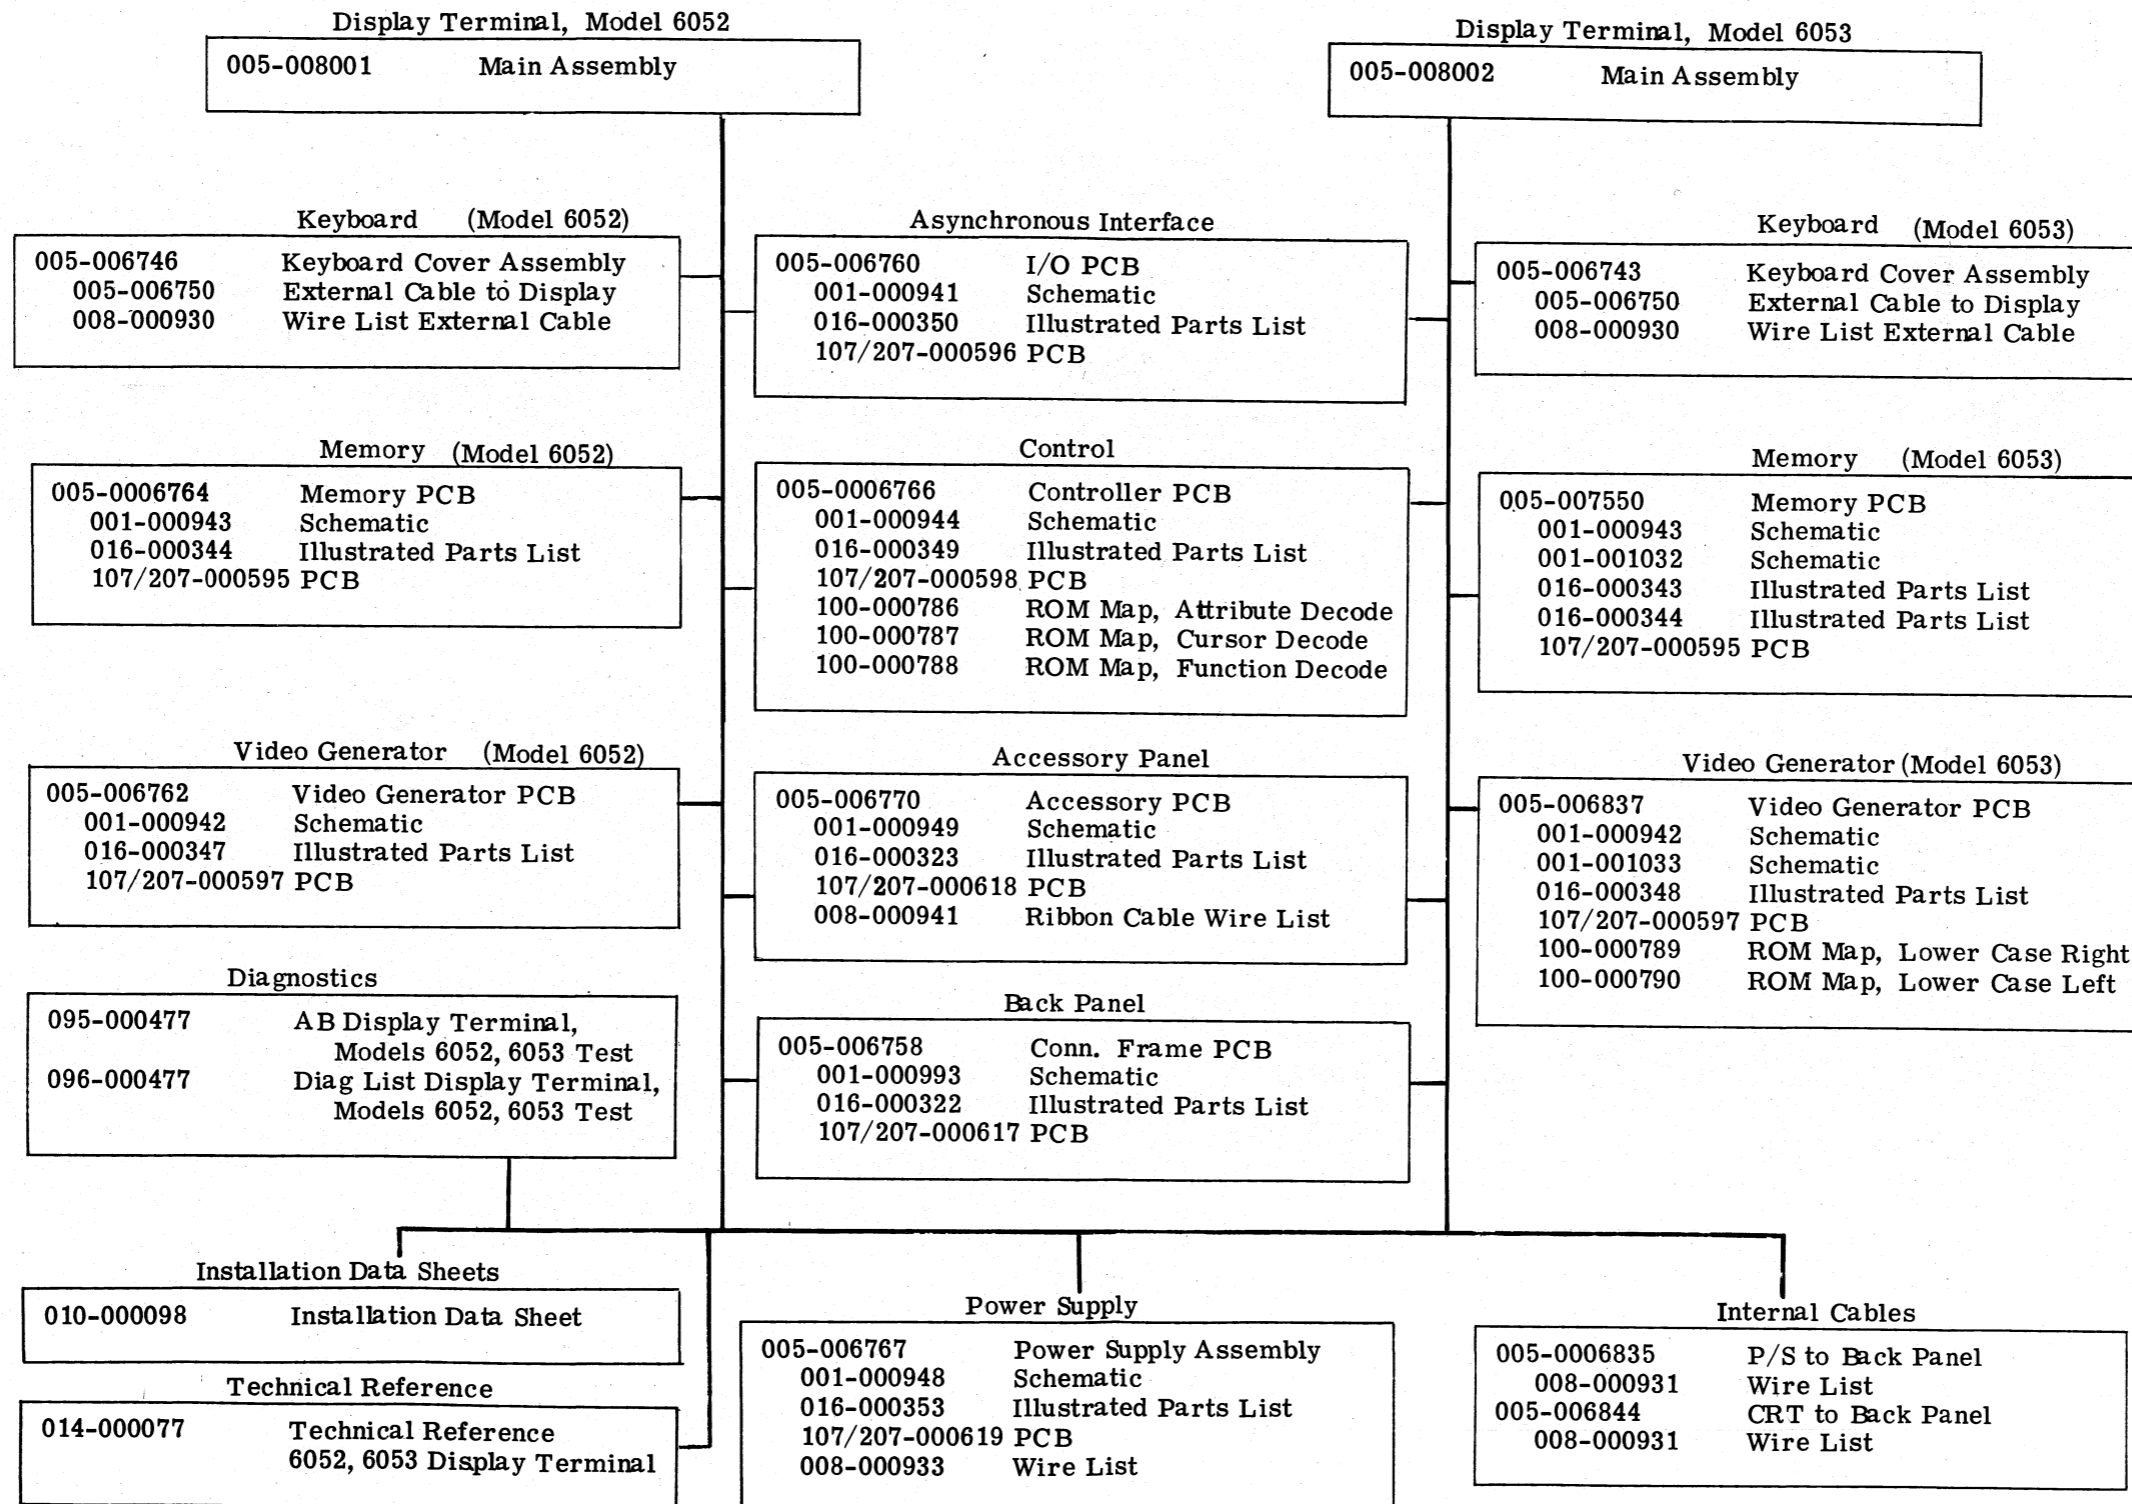 Display Terminal, Model 6052
005-008001 Main Assembly
Display Terminal, Model 6053
005-008002 Main Assembly
Keyboard (Model 6052)
005-006746 Keyboard Cover Assembly
005-006750 External Cable to Display
008-000930 Wire List External Cable
Asynchronous Interface
005-006760 I/O PCB
001-000941 Schematic
016-000350 Illustrated Parts List
107/207-000596 PCB
Keyboard (Model 6053)
005-006743 Keyboard Cover Assembly
005-006750 External Cable to Display
008-000930 Wire List External Cable
Memory (Model 6052)
005-0006764 Memory PCB
001-000943 Schematic
016-000344 Illustrated Parts List
107/207-000595 PCB
Control
005-0006766 Controller PCB
001-000944 Schematic
016-000349 Illustrated Parts List
107/207-000598 PCB
100-000786 ROM Map, Attribute Decode
100-000787 ROM Map, Cursor Decode
100-000788 ROM Map, Function Decode
Memory (Model 6053)
005-007550 Memory PCB
001-000943 Schematic
001-001032 Schematic
016-000343 Illustrated Parts List
016-000344 Illustrated Parts List
107/207-000595 PCB
Video Generator (Model 6052)
005-006762 Video Generator PCB
001-000942 Schematic
016-000347 Illustrated Parts List
107/207-000597 PCB
Accessory Panel
005-006770 Accessory PCB
001-000949 Schematic
016-000323 Illustrated Parts List
107/207-000618 PCB
008-000941 Ribbon Cable Wire List
Video Generator (Model 6053)
005-006837 Video Generator PCB
001-000942 Schematic
001-001033 Schematic
016-000348 Illustrated Parts List
107/207-000597 PCB
100-000789 ROM Map, Lower Case Right
100-000790 ROM Map, Lower Case Left
Diagnostics
095-000477 AB Display Terminal,
Models 6052, 6053 Test
096-000477 Diag List Display Terminal,
Models 6052, 6053 Test
Back Panel
005-006758 Conn. Frame PCB
001-000993 Schematic
016-000322 Illustrated Parts List
107/207-000617 PCB
Installation Data Sheets
010-000098 Installation Data Sheet
Technical Reference
014-000077 Technical Reference
6052, 6053 Display Terminal
Power Supply
005-006767 Power Supply Assembly
001-000948 Schematic
016-000353 Illustrated Parts List
107/207-000619 PCB
008-000933 Wire List
Internal Cables
005-0006835 P/S to Back Panel
008-000931 Wire List
005-006844 CRT to Back Panel
008-000931 Wire List